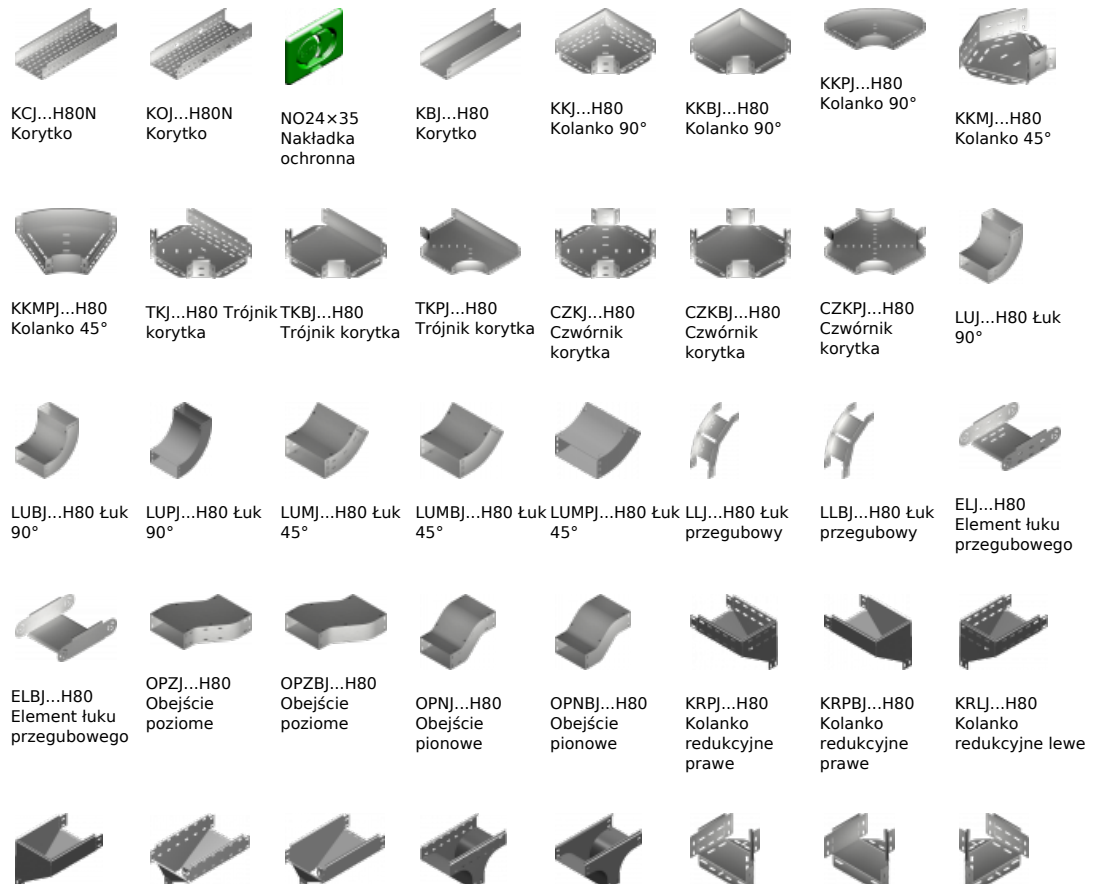 KCJ...H80N
Korytko
KOJ...H80N
Korytko
NO24×35
Nakładka
ochronna
KBJ...H80
Korytko
KKJ...H80
Kolanko 90°
KKBJ...H80
Kolanko 90°
KKPJ...H80
Kolanko 90°
KKMJ...H80
Kolanko 45°
KKMPJ...H80
Kolanko 45°
TKJ...H80 Trójnik
korytka
TKBJ...H80
Trójnik korytka
TKPJ...H80
Trójnik korytka
CZKJ...H80
Czwórnik
korytka
CZKBJ...H80
Czwórnik
korytka
CZKPJ...H80
Czwórnik
korytka
LUJ...H80 Łuk
90°
LUBJ...H80 Łuk
90°
LUPJ...H80 Łuk
90°
LUMJ...H80 Łuk
45°
LUMBJ...H80 Łuk
45°
LUMPJ...H80 Łuk
45°
LLJ...H80 Łuk
przegubowy
LLBJ...H80 Łuk
przegubowy
ELJ...H80
Element łuku
przegubowego
ELBJ...H80
Element łuku
przegubowego
OPZJ...H80
Obejście
poziome
OPZBJ...H80
Obejście
poziome
OPNJ...H80
Obejście
pionowe
OPNBJ...H80
Obejście
pionowe
KRPJ...H80
Kolanko
redukcyjne
prawe
KRPBJ...H80
Kolanko
redukcyjne
prawe
KRLJ...H80
Kolanko
redukcyjne lewe